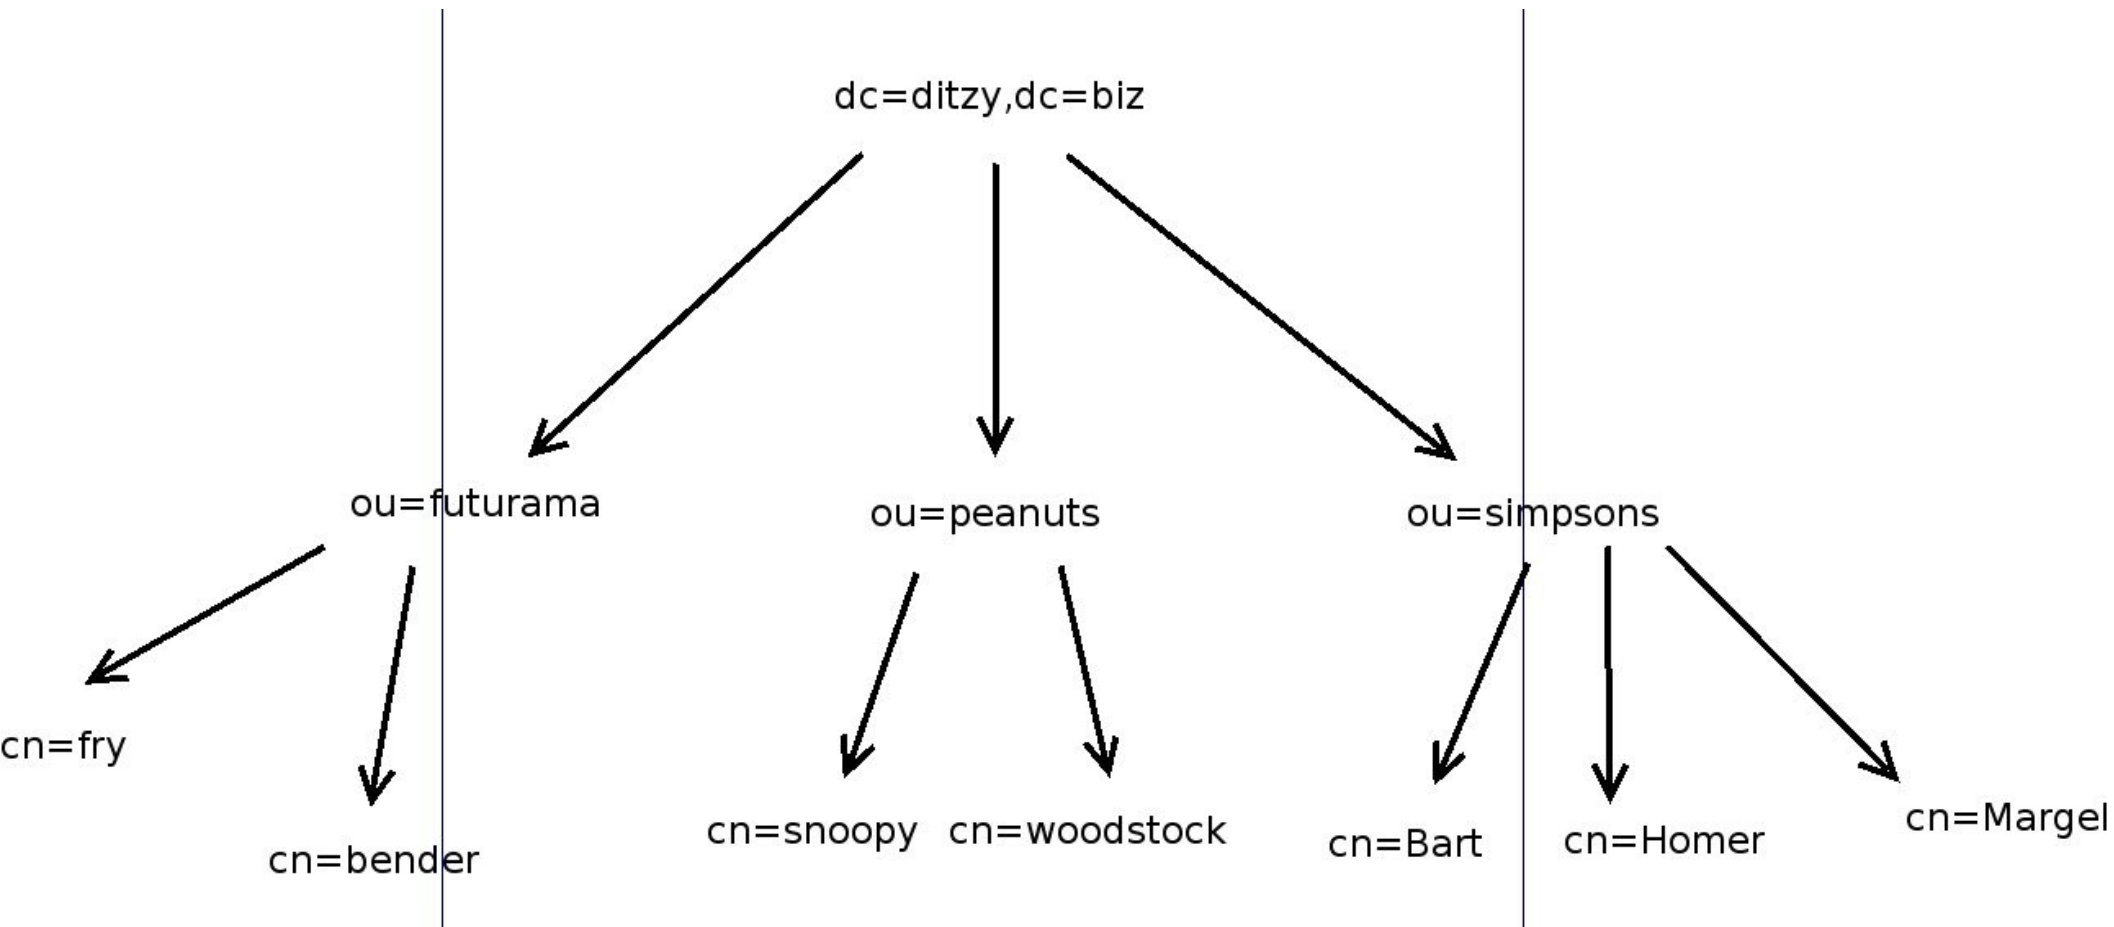 dc=ditzy,dc=biz
ou=futurama
ou=peanuts
ou=simpsons
cn=fry
cn=bender
cn=snoopy
cn=woodstock
cn=Bart
cn=Homer
cn=Margel